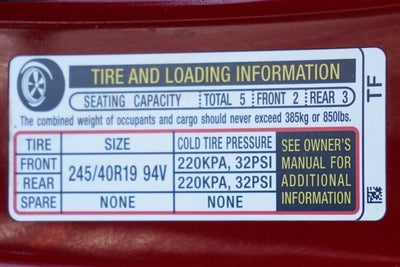 TIRE AND LOADING INFORMATION
SEATING CAPACITY TOTAL 5 FRONT 2 REAR 3
The combined weight of occupants and cargo should never exceed 385kg or 850lbs.
TIRE SIZE COLD TIRE PRESSURE
FRONT 245/40R19 94V 220KPA, 32PSI
REAR 220KPA, 32PSI
SPARE NONE NONE
SEE OWNER'S
MANUAL FOR
ADDITIONAL
INFORMATION
TF